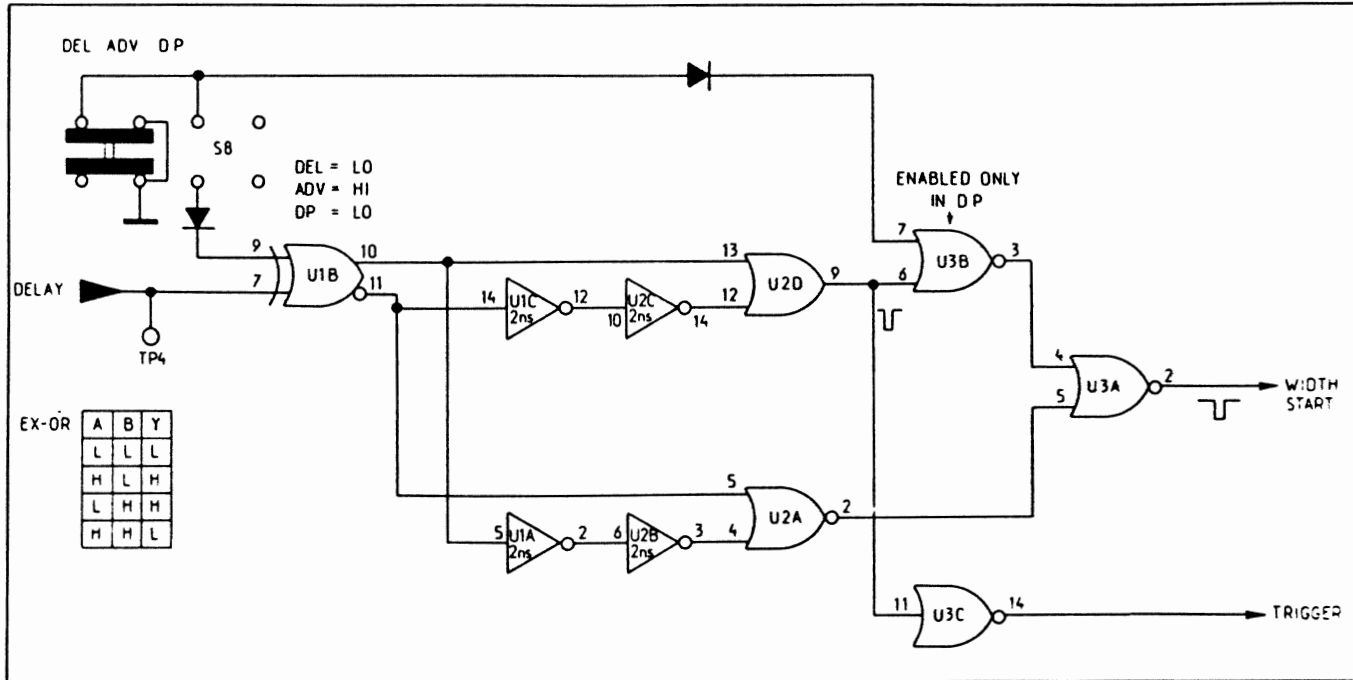 DEL ADV DP
S8
DEL = LO
ADV = HI
DP = LO
ENABLED ONLY
IN DP
7
3
U3B
6
9
10
U1B
7
11
DELAY
TP4
13
U2D
9
12
14
U1C
2ns
12
10
U2C
2ns
14
4
U3A
2
5
WIDTH
START
EX-OR
A B Y
L L L
H L H
L H H
H H L
5
U2A
2
4
5
U1A
2ns
2
6
U2B
2ns
3
11
U3C
14
TRIGGER